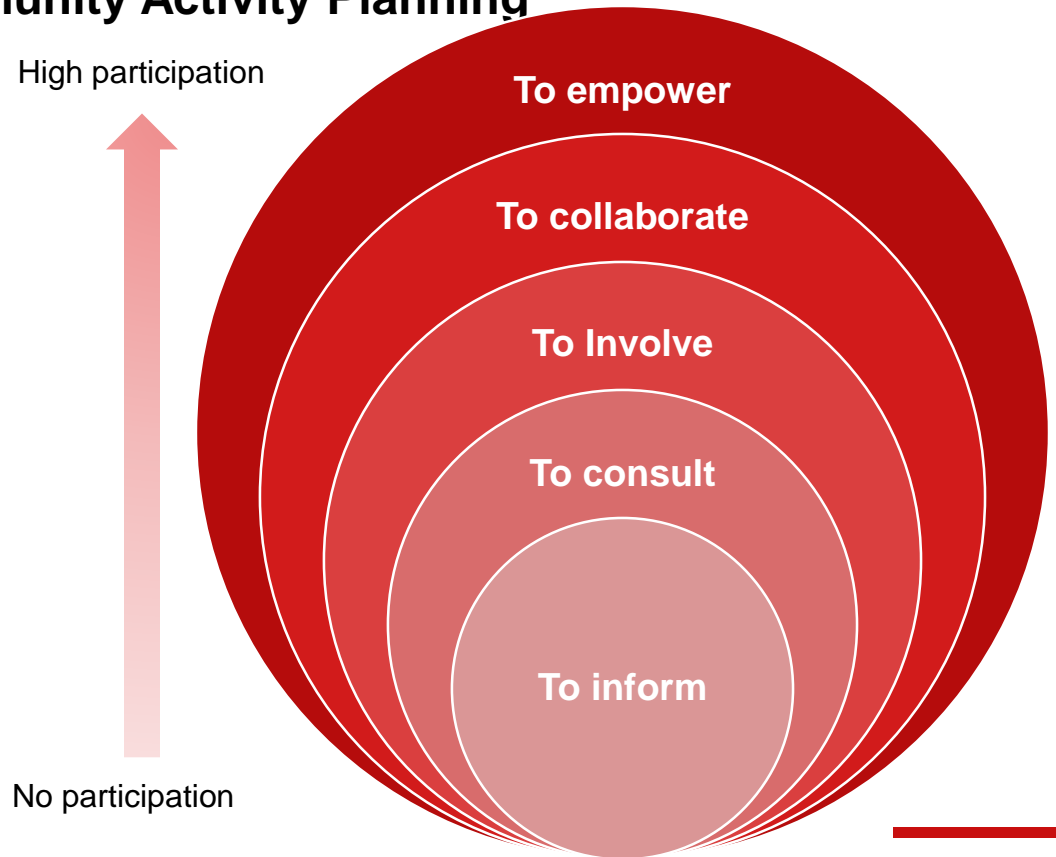 Activity Planning
High participation
To empower
To collaborate
To Involve
To consult
To inform
No participation